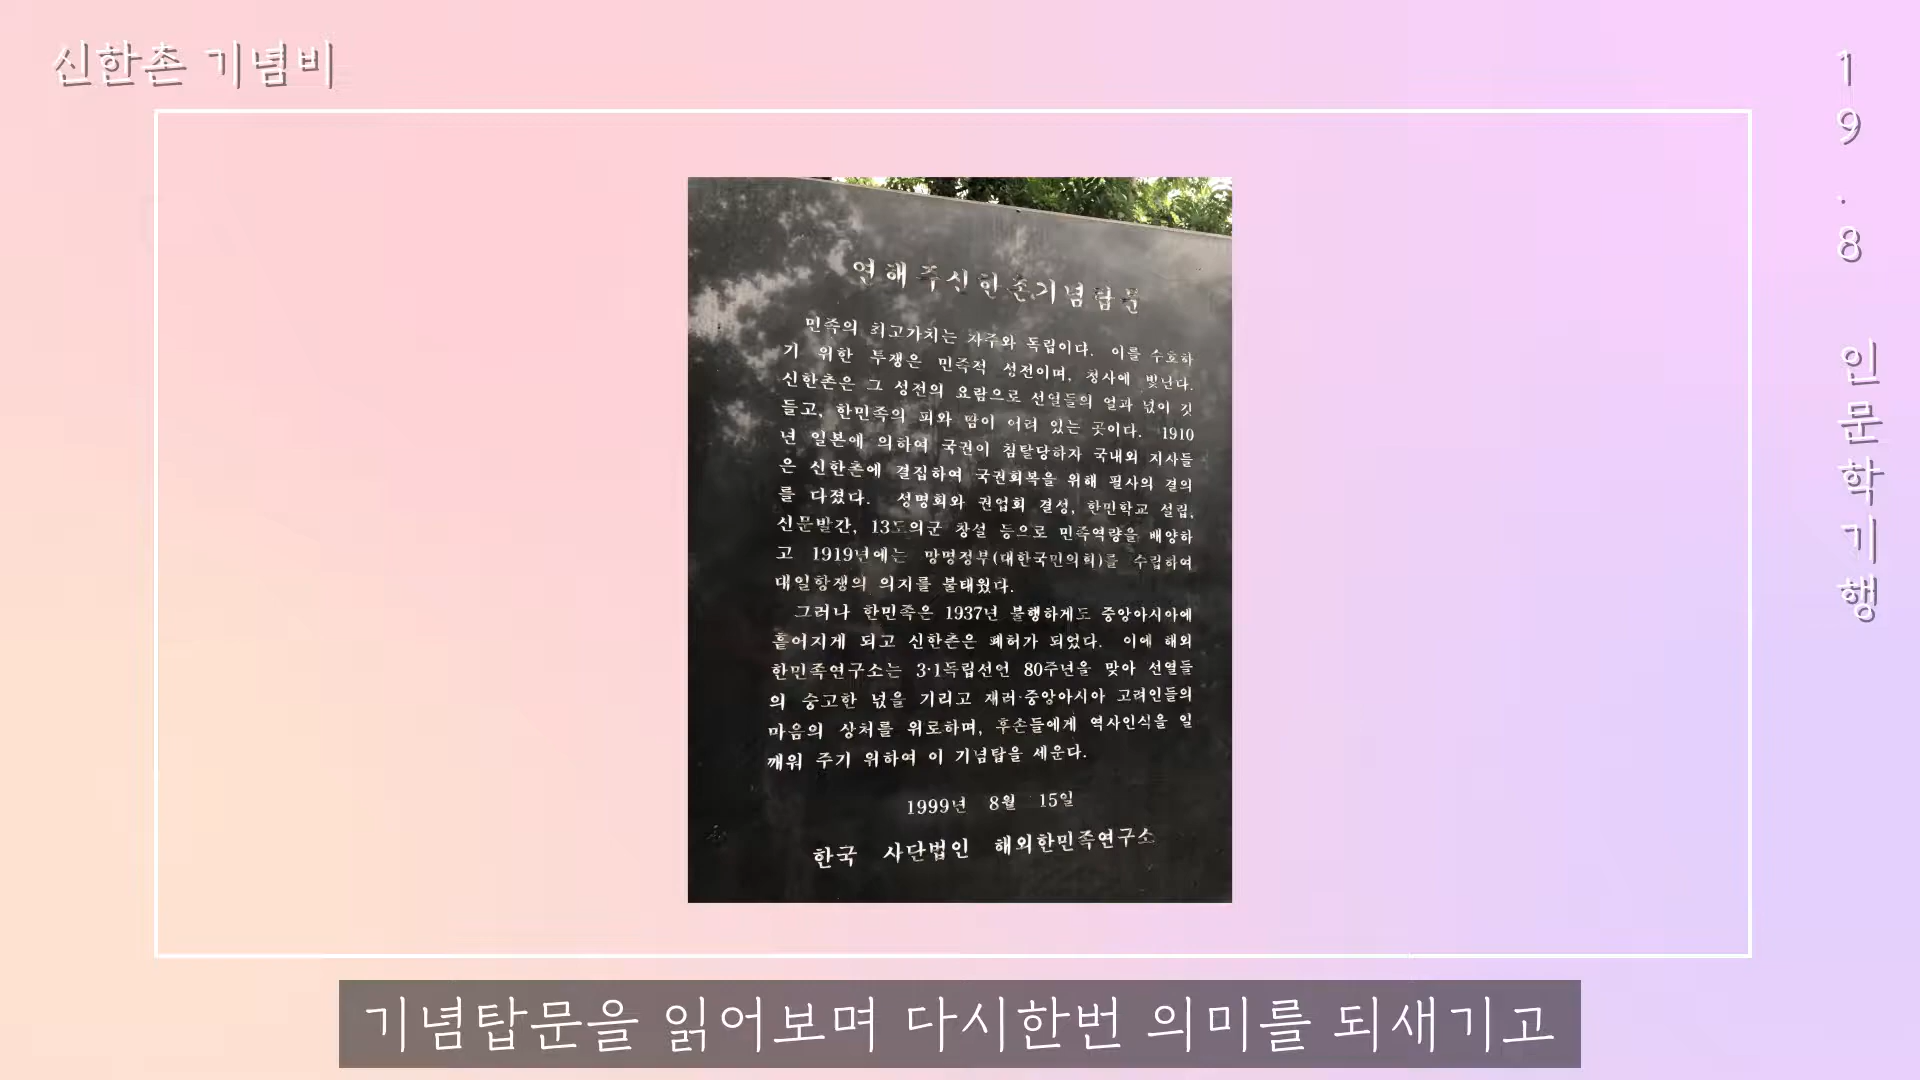 신한촌 기념비
19.8 인문학기행
연해주신한촌기념탑문
민족의 최고가치는 자주와 독립이다. 이를 수호하
기 위한 투쟁은 민족적 성전이며, 청사에 빛난다.
신한촌은 그 성전의 요람으로 선열들의 얼과 넋이 깃
들고, 한민족의 피와 땀이 어려 있는 곳이다. 1910
년 일본에 의하여 국권이 침탈당하자 국내외 지사들
은 신한촌에 결집하여 국권회복을 위해 필사의 결의
를 다졌다. 성명회와 권업회 결성, 한민학교 설립,
신문발간, 13도의군 창설 등으로 민족역량을 배양하
고 1919년에는 망명정부(대한국민의회)를 수립하여
대일항쟁의 의지를 불태웠다.
그러나 한민족은 1937년 불행하게도 중앙아시아에
흩어지게 되고 신한촌은 폐허가 되었다. 이에 해외
한민족연구소는 3·1독립선언 80주년을 맞아 선열들
의 숭고한 넋을 기리고 재러·중앙아시아 고려인들의
마음의 상처를 위로하며, 후손들에게 역사인식을 일
깨워 주기 위하여 이 기념탑을 세운다.
1999년 8월 15일
한국 사단법인 해외한민족연구소
기념탑문을 읽어보며 다시한번 의미를 되새기고